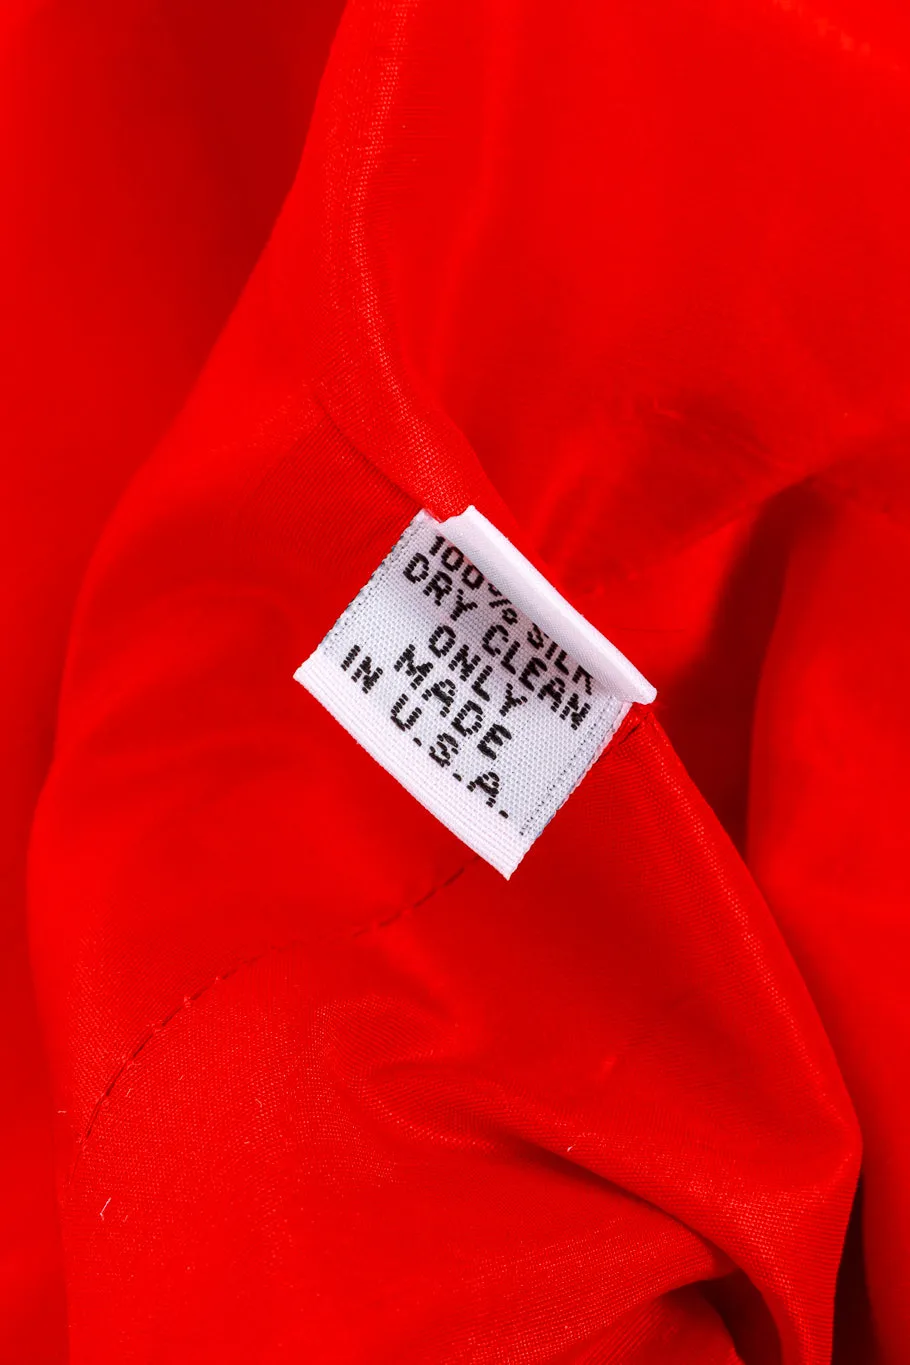 100% SILK
DRY CLEAN
ONLY
MADE
IN U.S.A.